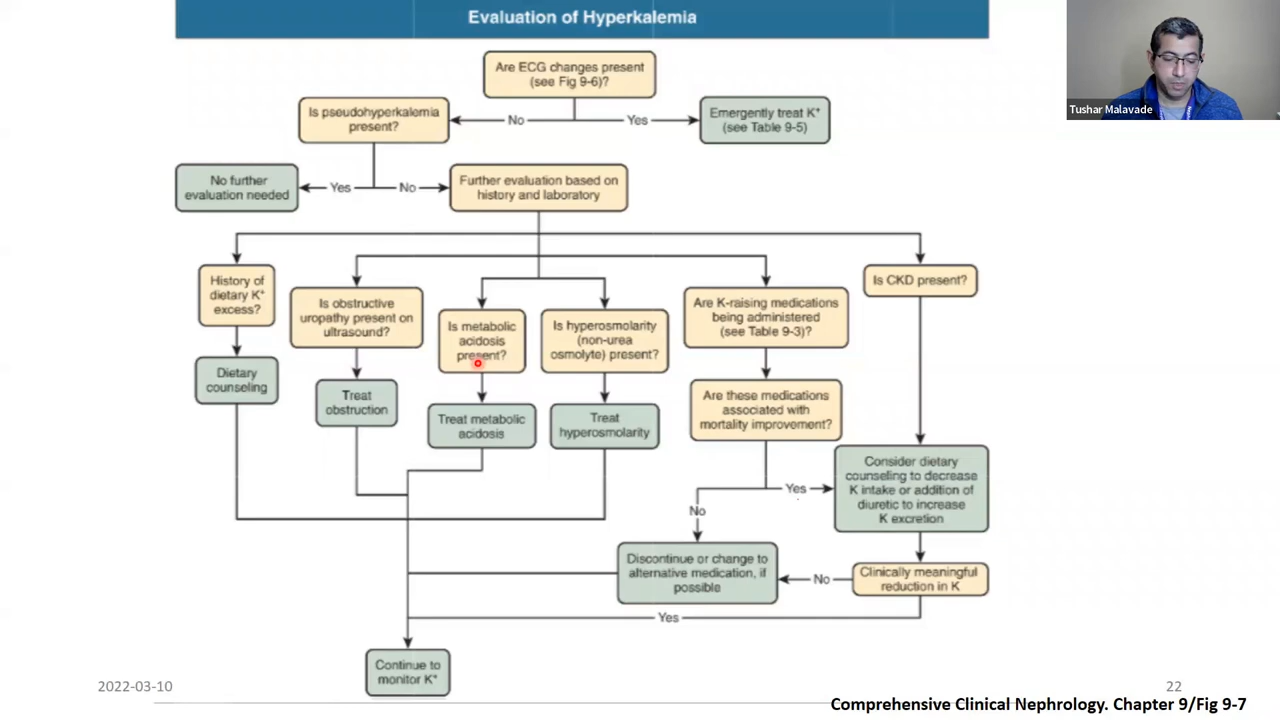 Evaluation of Hyperkalemia
Tushar Malavade
Are ECG changes present
(see Fig 9-6)?
Is pseudohyperkalemia
present?
No
Yes
Emergently treat K⁺
(see Table 9-5)
No further
evaluation needed
Yes
No
Further evaluation based on
history and laboratory
History of
dietary K⁺
excess?
Is obstructive
uropathy present on
ultrasound?
Is metabolic
acidosis
present?
Is hyperosmolarity
(non-urea
osmolyte) present?
Are K-raising medications
being administered
(see Table 9-3)?
Is CKD present?
Dietary
counseling
Treat
obstruction
Treat metabolic
acidosis
Treat
hyperosmolarity
Are these medications
associated with
mortality improvement?
Yes
No
Consider dietary
counseling to decrease
K intake or addition of
diuretic to increase
K excretion
Discontinue or change to
alternative medication, if
possible
No
Clinically meaningful
reduction in K
Yes
Continue to
monitor K⁺
2022-03-10
22
Comprehensive Clinical Nephrology. Chapter 9/Fig 9-7